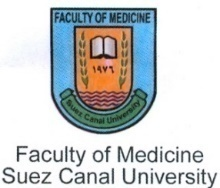 FACULTY OF MEDICINE
١٩٧٦
Suez Canal University
Faculty of Medicine
Suez Canal University